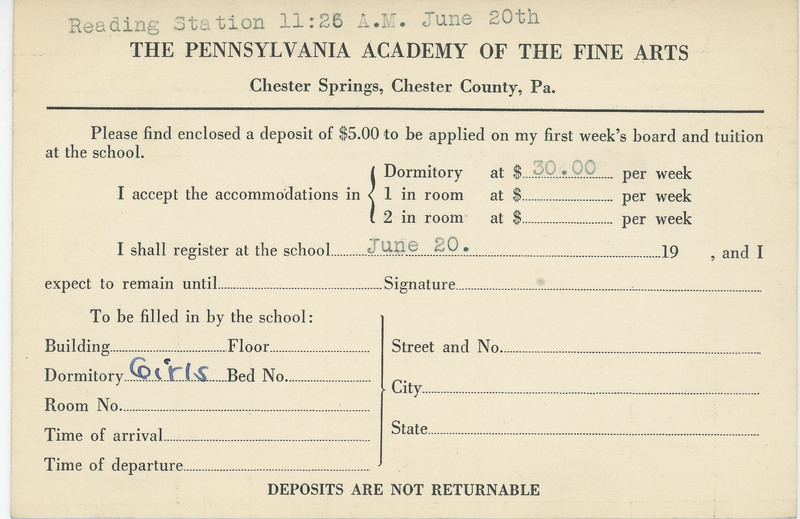 Reading Station 11:26 A.M. June 20th
THE PENNSYLVANIA ACADEMY OF THE FINE ARTS
Chester Springs, Chester County, Pa.
Please find enclosed a deposit of $5.00 to be applied on my first week's board and tuition
at the school.
I accept the accommodations in
Dormitory at $ 30.00 per week
1 in room at $ per week
2 in room at $ per week
I shall register at the school June 20. 19 , and I
expect to remain until Signature
To be filled in by the school:
Building Floor
Dormitory Girls Bed No.
Room No.
Time of arrival
Time of departure
Street and No.
City
State
DEPOSITS ARE NOT RETURNABLE